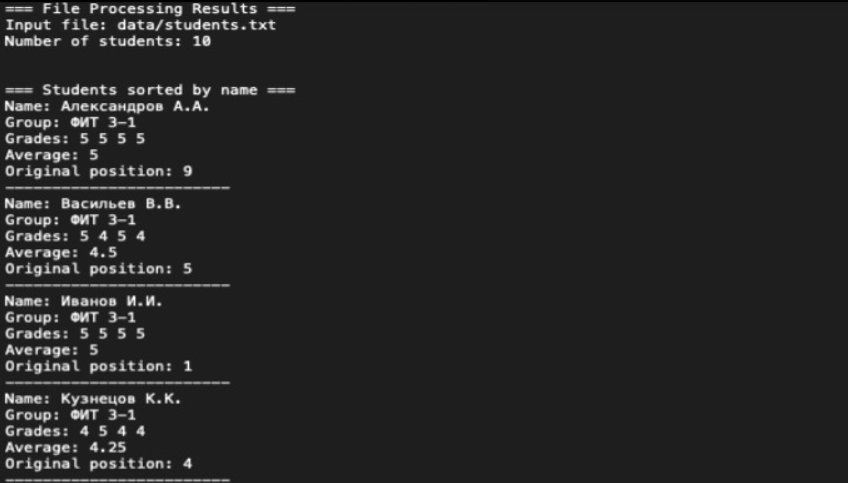 === File Processing Results ===
Input file: data/students.txt
Number of students: 10
=== Students sorted by name ===
Name: Александров А.А.
Group: ФИТ 3-1
Grades: 5 5 5 5
Average: 5
Original position: 9
------------------------
Name: Васильев В.В.
Group: ФИТ 3-1
Grades: 5 4 5 4
Average: 4.5
Original position: 5
------------------------
Name: Иванов И.И.
Group: ФИТ 3-1
Grades: 5 5 5 5
Average: 5
Original position: 1
------------------------
Name: Кузнецов К.К.
Group: ФИТ 3-1
Grades: 4 5 4 4
Average: 4.25
Original position: 4
------------------------